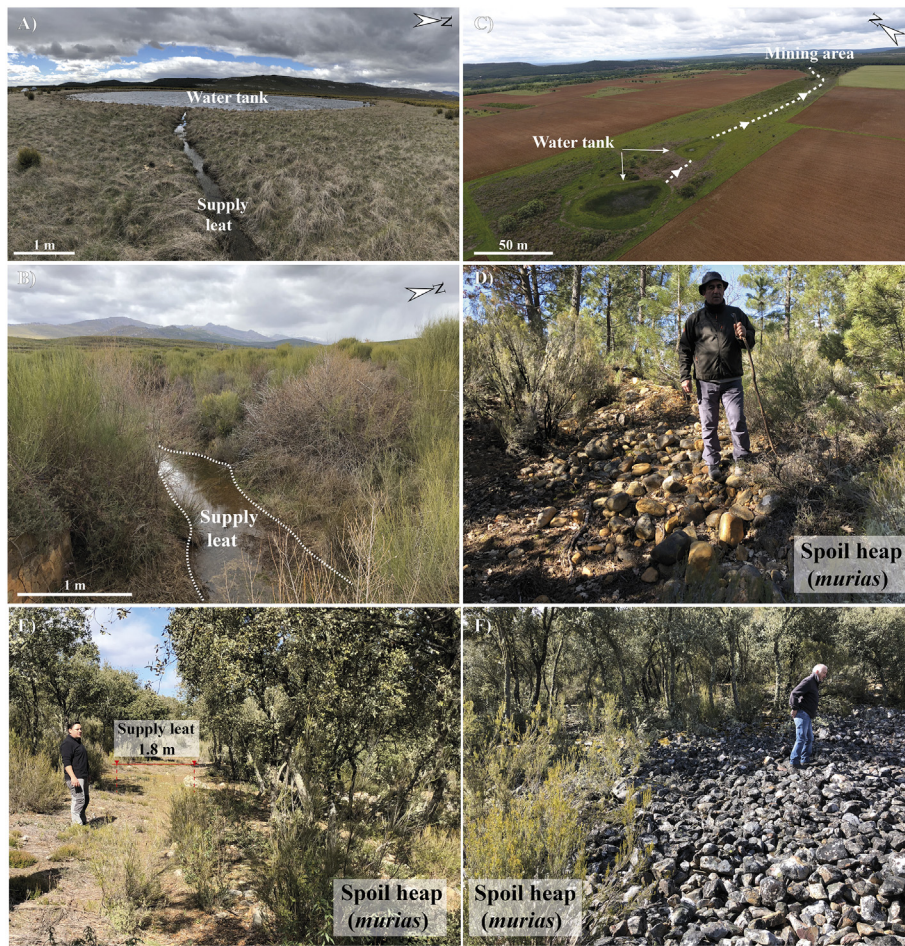 A)
N
Water tank
Supply
leat
1 m
B)
N
Supply
leat
1 m
C)
N
Mining area
Water tank
50 m
D)
Spoil heap
(murias)
E)
Supply leat
1.8 m
Spoil heap
(murias)
F)
Spoil heap
(murias)